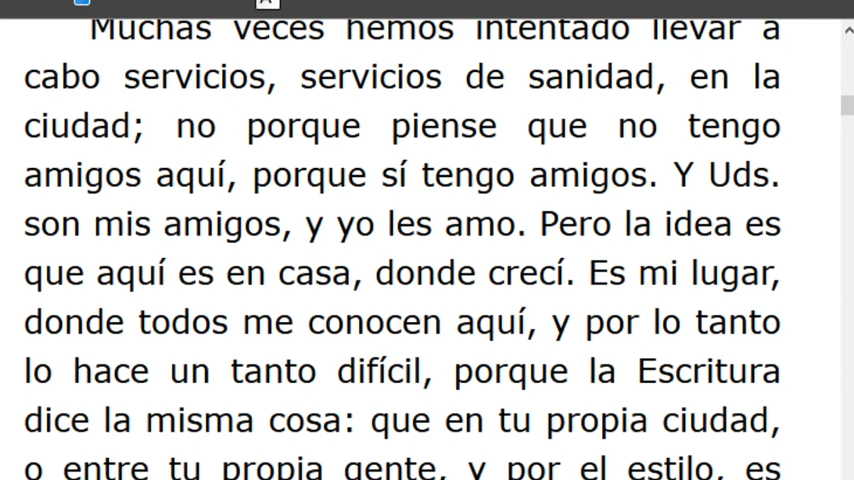 Muchas veces hemos intentado llevar a
cabo servicios, servicios de sanidad, en la
ciudad; no porque piense que no tengo
amigos aquí, porque sí tengo amigos. Y Uds.
son mis amigos, y yo les amo. Pero la idea es
que aquí es en casa, donde crecí. Es mi lugar,
donde todos me conocen aquí, y por lo tanto
lo hace un tanto difícil, porque la Escritura
dice la misma cosa: que en tu propia ciudad,
o entre tu propia gente, y por el estilo, es